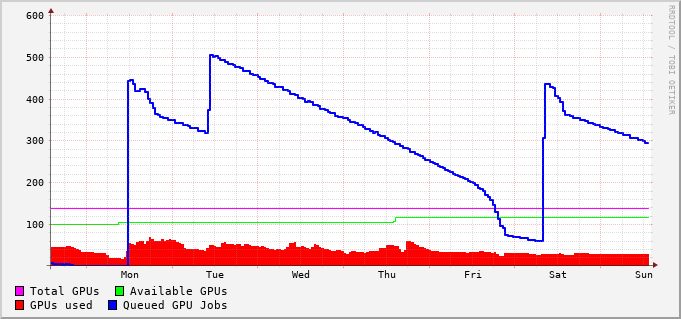 600
500
400
300
200
100
Mon Tue Wed Thu Fri Sat Sun
Total GPUs Available GPUs
GPUs used Queued GPU Jobs
RRDTOOL / TOBI OETIKER